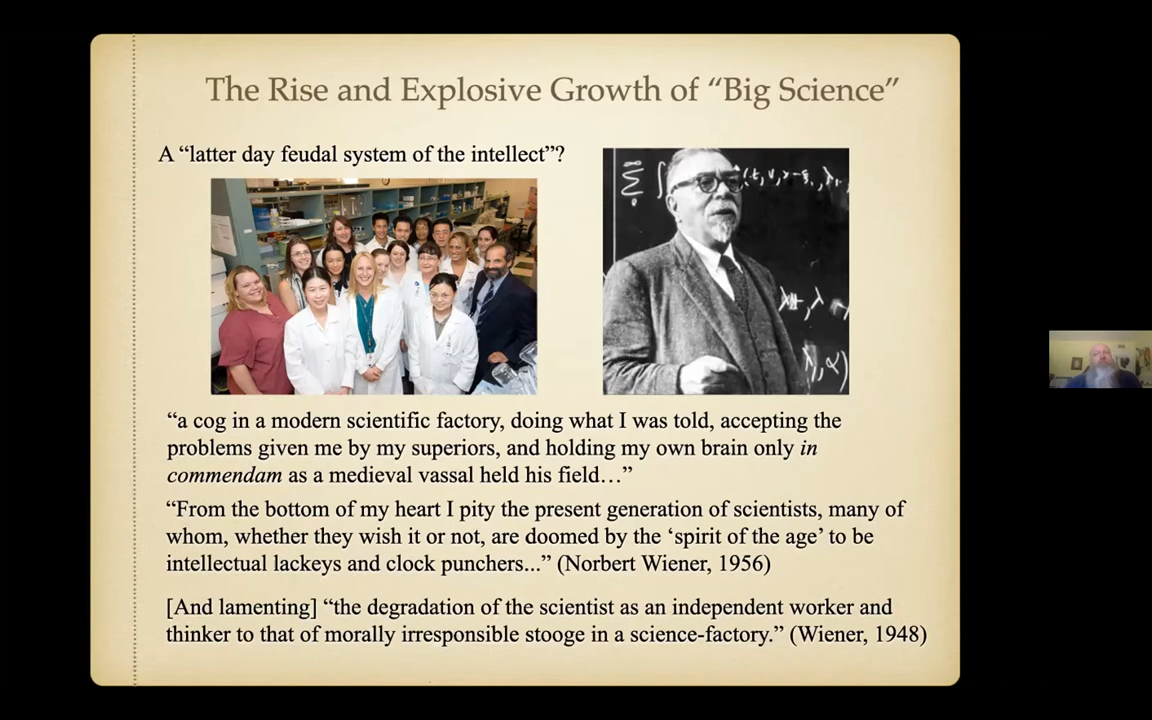 The Rise and Explosive Growth of “Big Science”
A “latter day feudal system of the intellect”?
“a cog in a modern scientific factory, doing what I was told, accepting the
problems given me by my superiors, and holding my own brain only in
commendam as a medieval vassal held his field…”
“From the bottom of my heart I pity the present generation of scientists, many of
whom, whether they wish it or not, are doomed by the ‘spirit of the age’ to be
intellectual lackeys and clock punchers...” (Norbert Wiener, 1956)
[And lamenting] “the degradation of the scientist as an independent worker and
thinker to that of morally irresponsible stooge in a science-factory.” (Wiener, 1948)